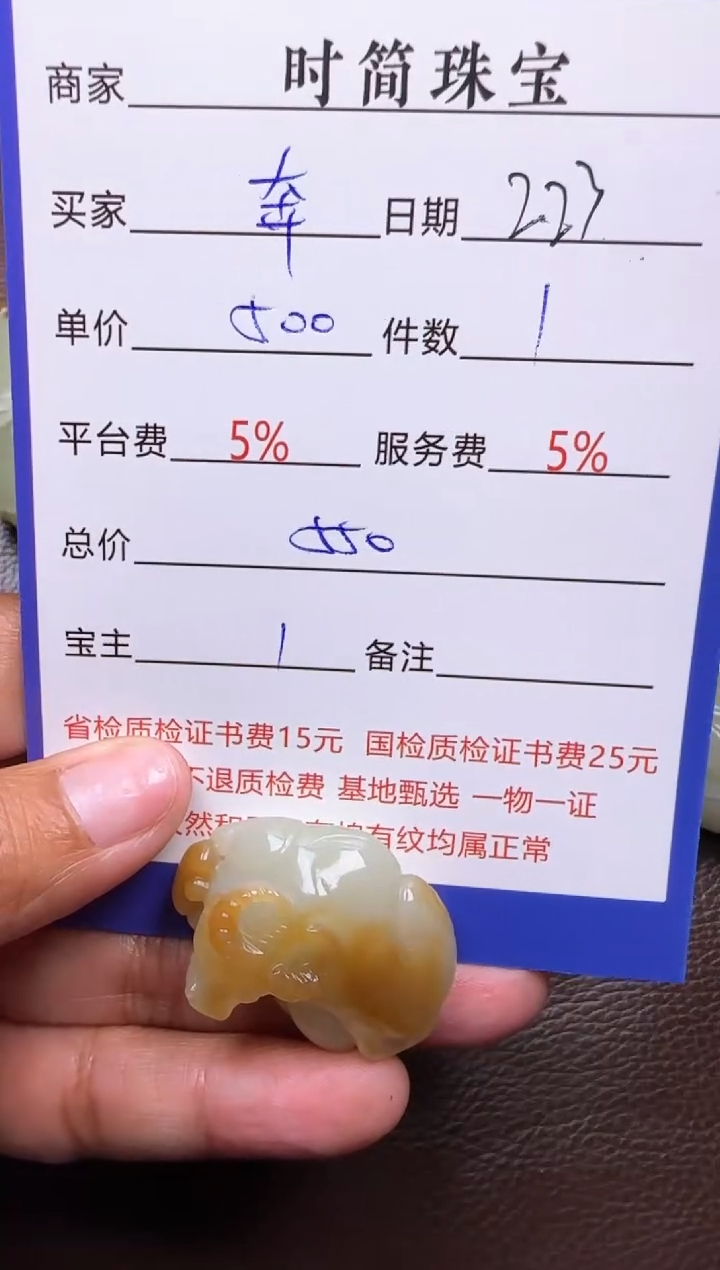 商家 时简珠宝
买家 日期 223
单价 500 件数 1
平台费 5% 服务费 5%
总价 550
宝主 1 备注
省检质检证书费15元 国检质检证书费25元
不退质检费 基地甄选 一物一证
有纹均属正常